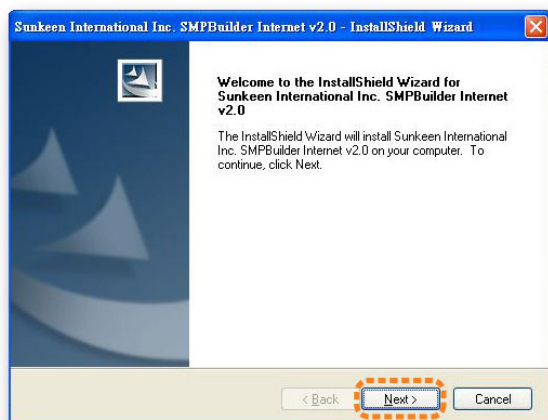 Sunkeen International Inc. SMPBuilder Internet v2.0 - InstallShield Wizard
Welcome to the InstallShield Wizard for
Sunkeen International Inc. SMPBuilder Internet
v2.0
The InstallShield Wizard will install Sunkeen International
Inc. SMPBuilder Internet v2.0 on your computer. To
continue, click Next.
< Back Next > Cancel